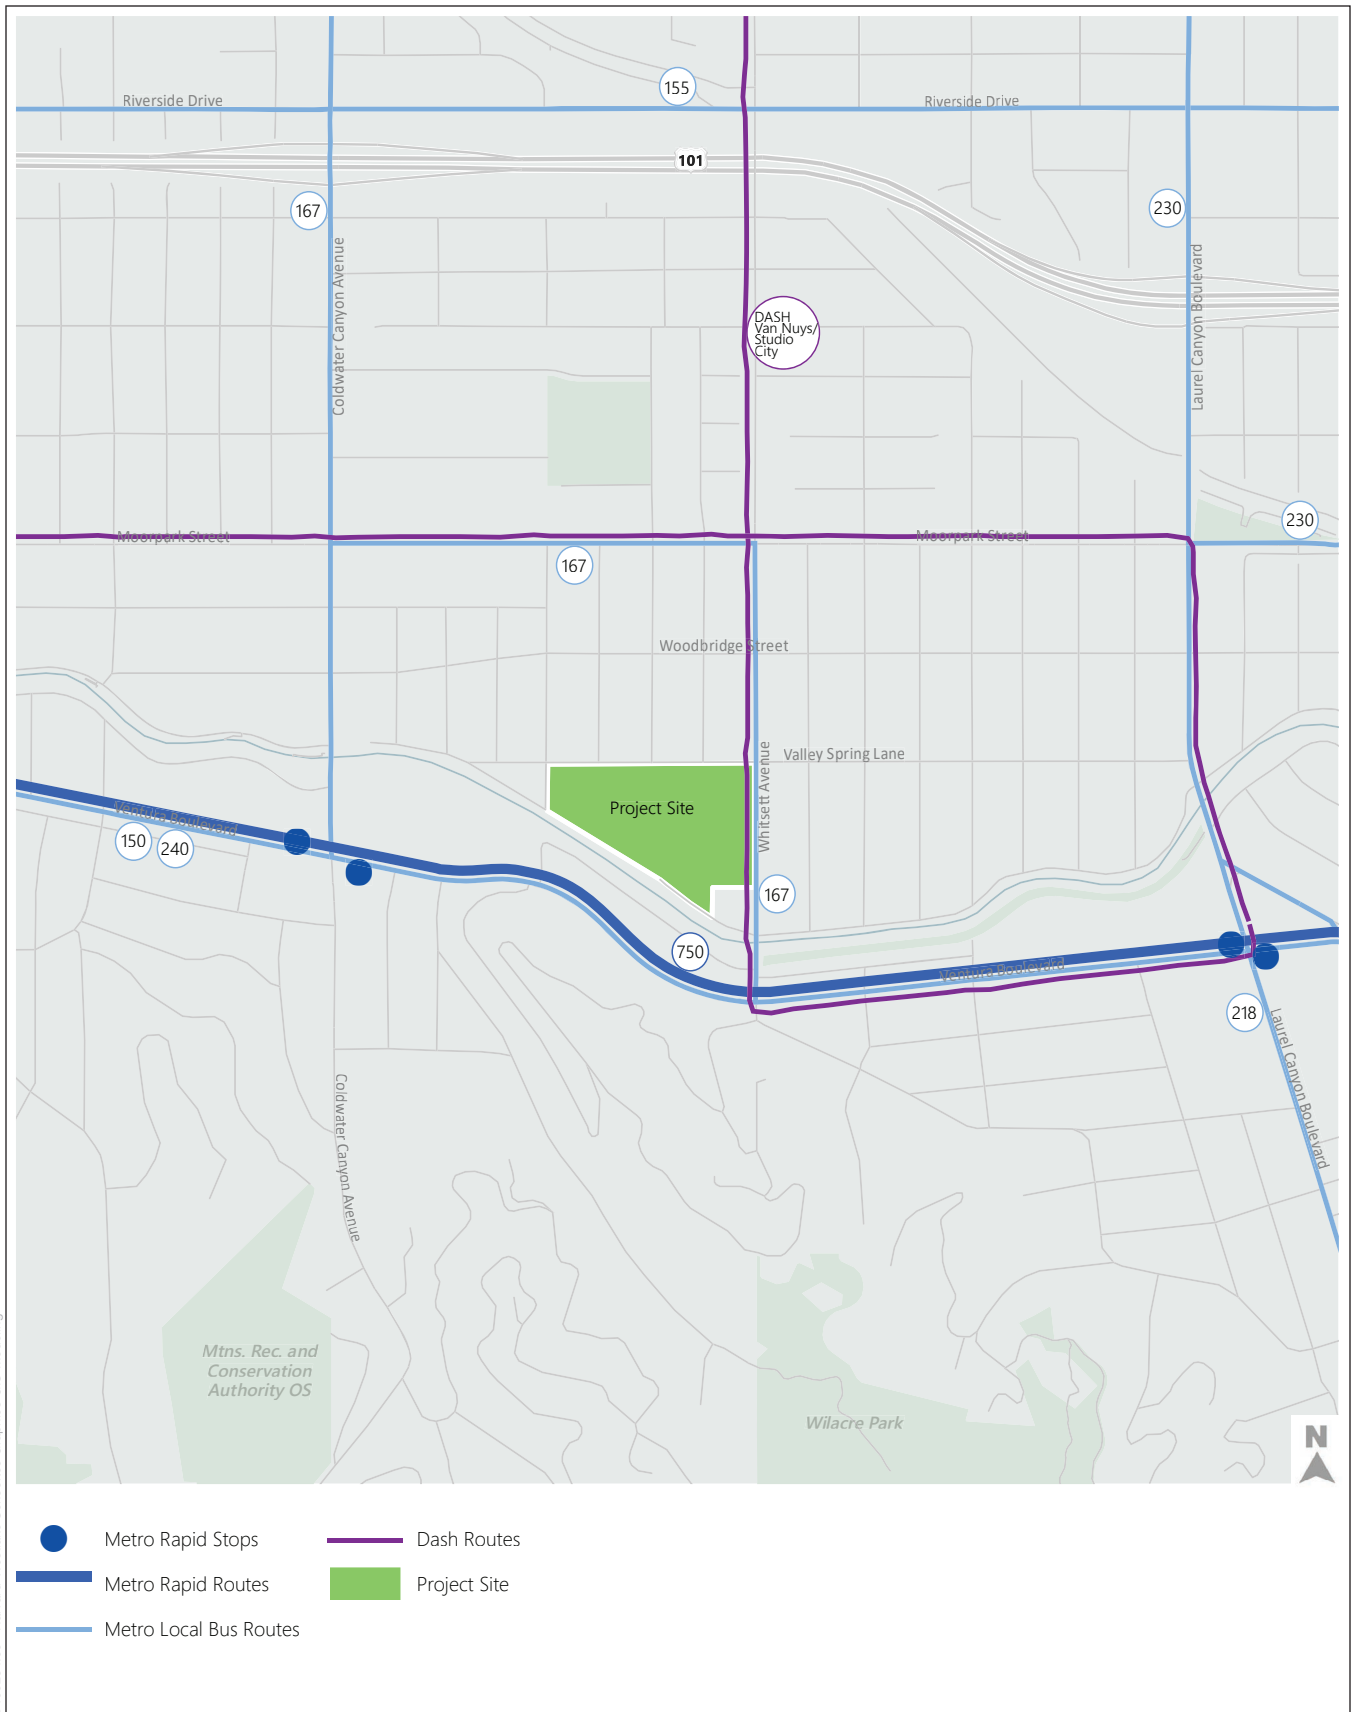 155
Riverside Drive
Riverside Drive
101
167
230
Coldwater Canyon Avenue
Laurel Canyon Boulevard
DASH
Van Nuys/
Studio
City
230
Moorpark Street
Moorpark Street
167
Woodbridge Street
Valley Spring Lane
Whitsett Avenue
Project Site
Ventura Boulevard
150
240
167
750
Ventura Boulevard
218
Laurel Canyon Boulevard
Coldwater Canyon Avenue
Mtns. Rec. and
Conservation
Authority OS
Wilacre Park
N
Metro Rapid Stops
Dash Routes
Metro Rapid Routes
Project Site
Metro Local Bus Routes